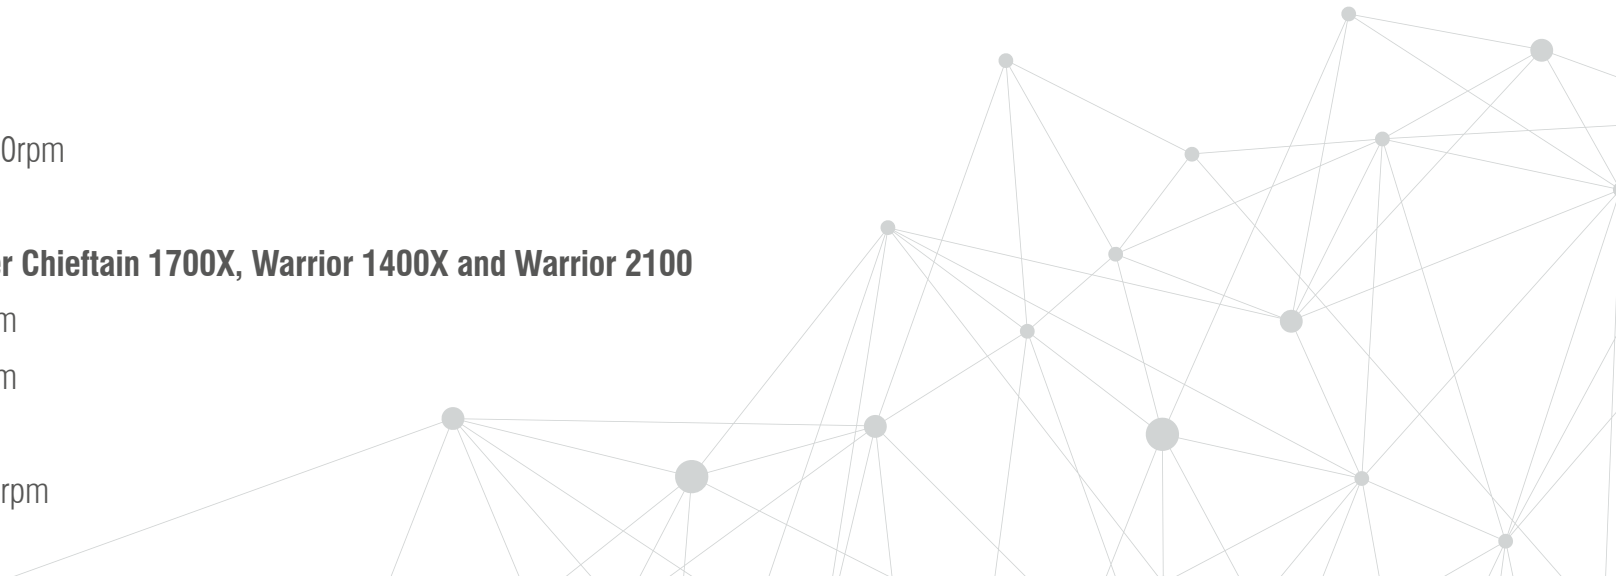 0rpm
r Chieftain 1700X, Warrior 1400X and Warrior 2100
m
m
rpm